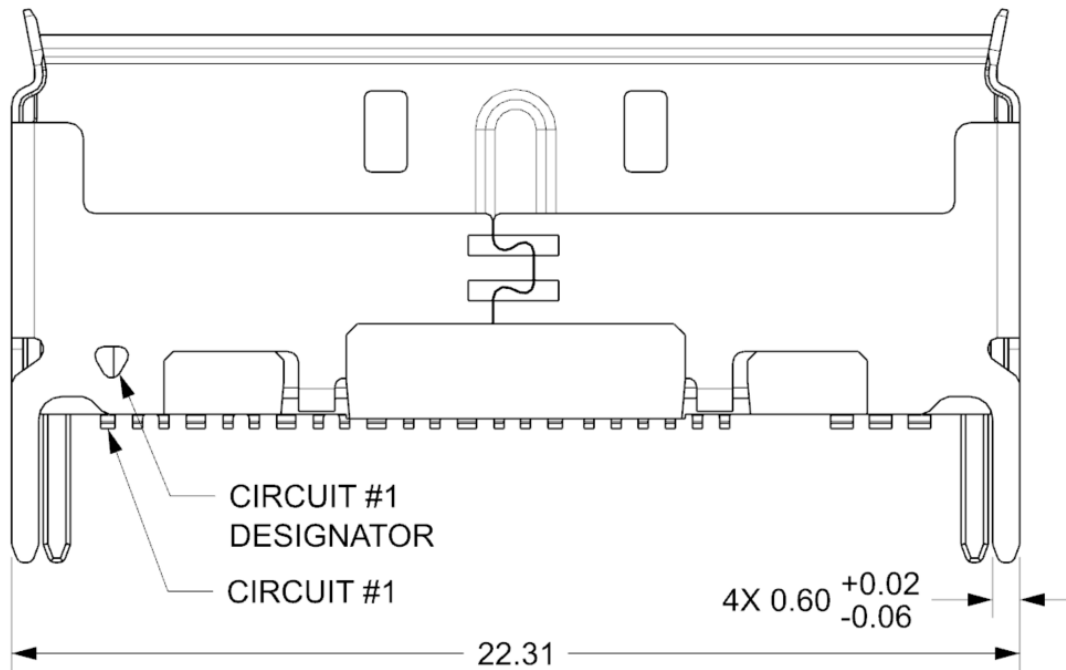 CIRCUIT #1
DESIGNATOR
CIRCUIT #1
4X 0.60 +0.02
-0.06
22.31